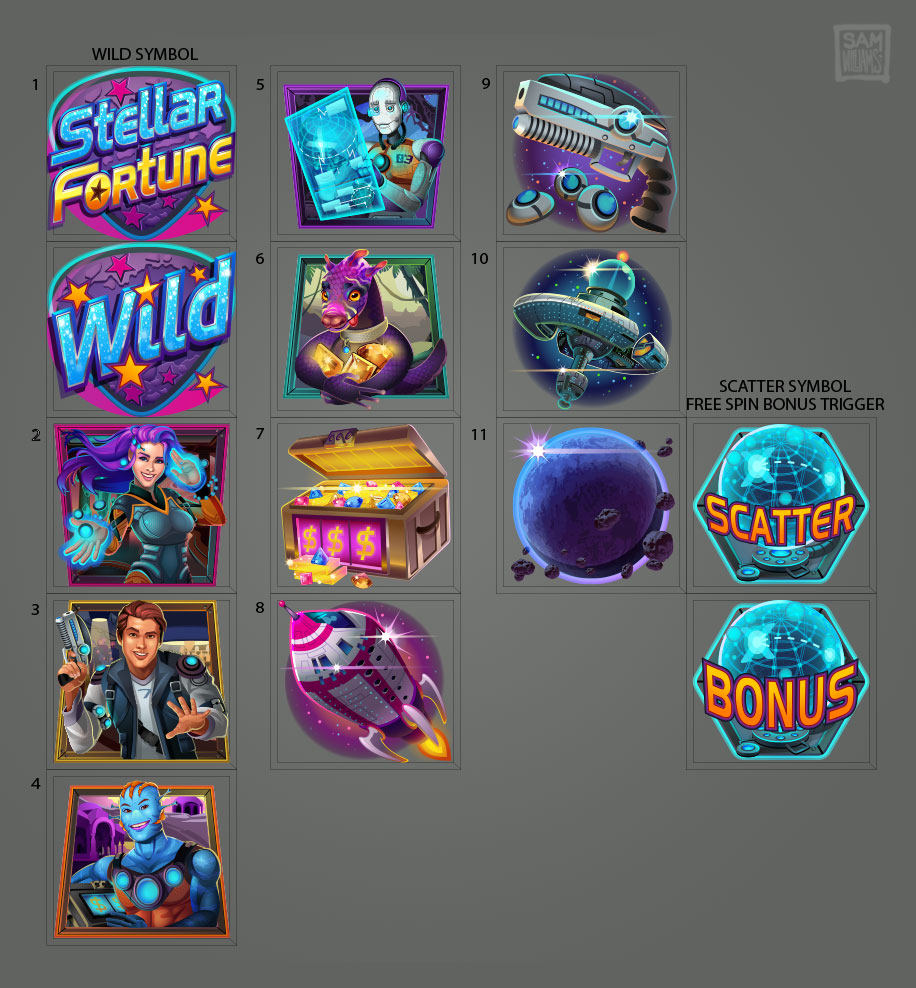 SAM
WILLIAMS
WILD SYMBOL
1
Stellar
Fortune
Wild
2
3
4
5
03
6
7
$ $ $
8
9
10
11
SCATTER SYMBOL
FREE SPIN BONUS TRIGGER
SCATTER
BONUS